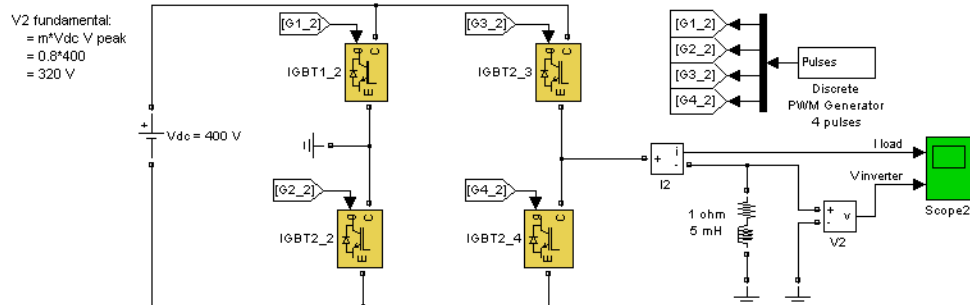 V2 fundamental:
= m*Vdc V peak
= 0.8*400
= 320 V
[G1_2]
g
C
E
IGBT1_2
[G3_2]
g
C
E
IGBT2_3
[G1_2]
[G2_2]
[G3_2]
[G4_2]
Pulses
Discrete
PWM Generator
4 pulses
+
Vdc = 400 V
[G2_2]
g
C
E
IGBT2_2
[G4_2]
g
C
E
IGBT2_4
+
i
-
I2
I load
V inverter
Scope2
1 ohm
5 mH
+
-
v
V2